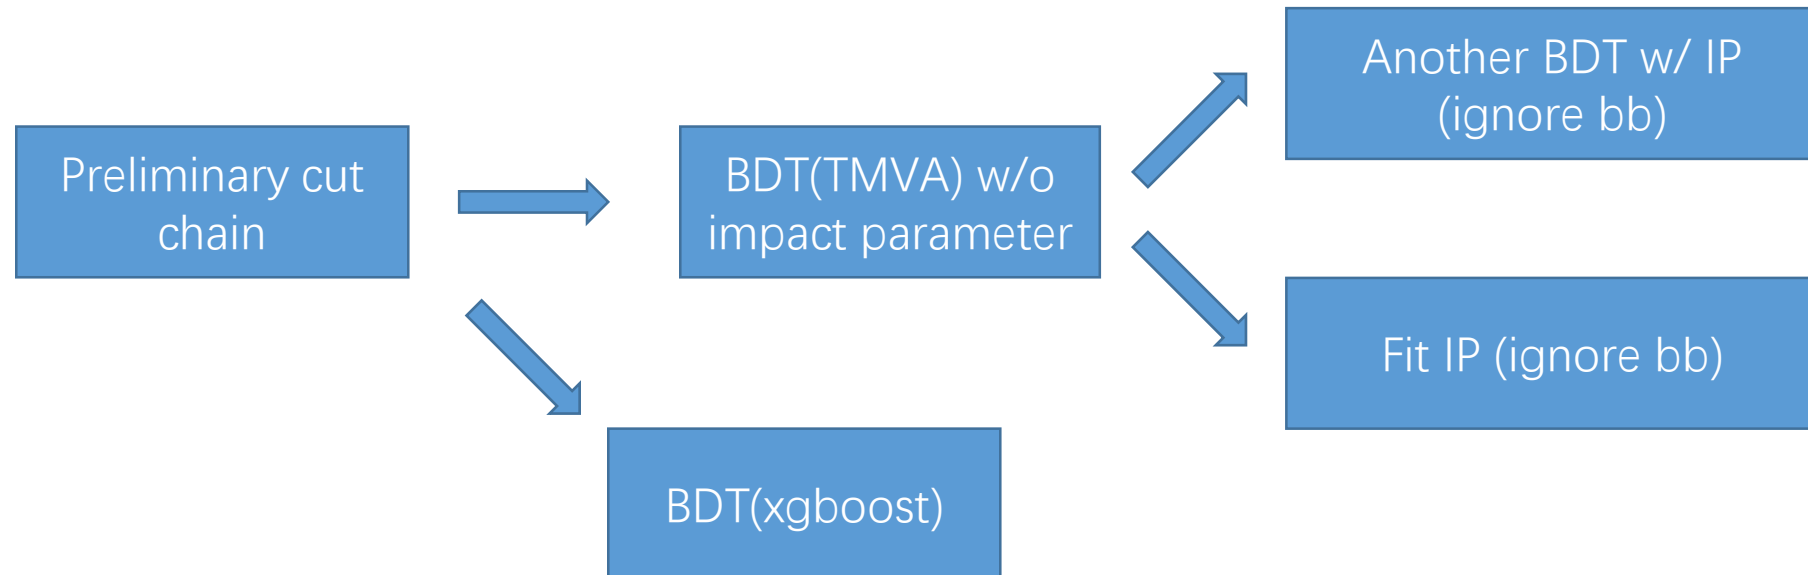 Preliminary cut
chain
BDT(TMVA) w/o
impact parameter
Another BDT w/ IP
(ignore bb)
Fit IP (ignore bb)
BDT(xgboost)